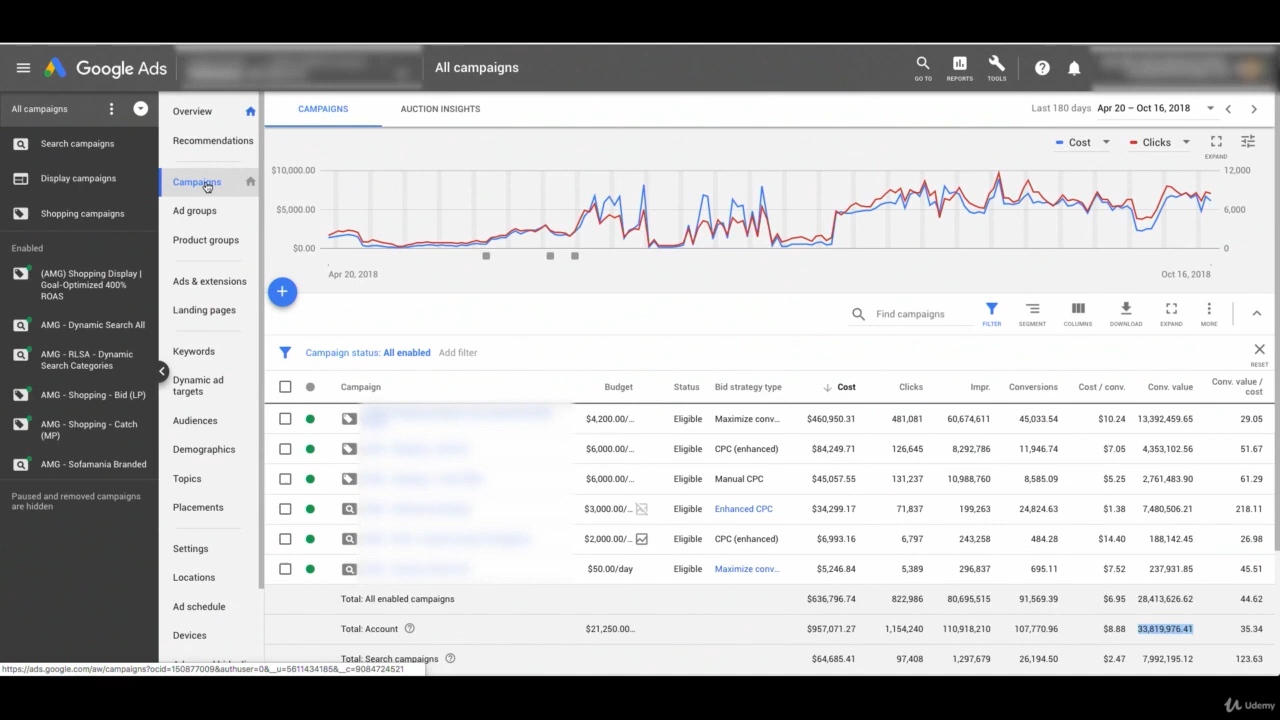 Google Ads
All campaigns
GO TO
REPORTS
TOOLS
All campaigns
Search campaigns
Display campaigns
Shopping campaigns
Enabled
(AMG) Shopping Display |
Goal-Optimized 400%
ROAS
AMG - Dynamic Search All
AMG - RLSA - Dynamic
Search Categories
AMG - Shopping - Bid (LP)
AMG - Shopping - Catch
(MP)
AMG - Sofamania Branded
Paused and removed campaigns
are hidden
Overview
Recommendations
Campaigns
Ad groups
Product groups
Ads & extensions
Landing pages
Keywords
Dynamic ad
targets
Audiences
Demographics
Topics
Placements
Settings
Locations
Ad schedule
Devices
CAMPAIGNS AUCTION INSIGHTS Last 180 days Apr 20 – Oct 16, 2018
Cost Clicks
EXPAND
$10,000.00 12,000
$5,000.00 6,000
$0.00 0
Apr 20, 2018 Oct 16, 2018
Find campaigns
FILTER SEGMENT COLUMNS DOWNLOAD EXPAND MORE
Campaign status: All enabled Add filter
RESET
Campaign Budget Status Bid strategy type Cost Clicks Impr. Conversions Cost / conv. Conv. value Conv. value / cost
$4,200.00/... Eligible Maximize conv... $460,950.31 481,081 60,674,611 45,033.54 $10.24 13,392,459.65 29.05
$6,000.00/... Eligible CPC (enhanced) $84,249.71 126,645 8,292,786 11,946.74 $7.05 4,353,102.56 51.67
$6,000.00/... Eligible Manual CPC $45,057.55 131,237 10,988,760 8,585.09 $5.25 2,761,483.90 61.29
$3,000.00/... Eligible Enhanced CPC $34,299.17 71,837 199,263 24,824.63 $1.38 7,480,506.21 218.11
$2,000.00/... Eligible CPC (enhanced) $6,993.16 6,797 243,258 484.28 $14.40 188,142.45 26.98
$50.00/day Eligible Maximize conv... $5,246.84 5,389 296,837 695.11 $7.52 237,931.85 45.51
Total: All enabled campaigns $636,796.74 822,986 80,695,515 91,569.39 $6.95 28,413,626.62 44.62
Total: Account $21,250.00... $957,071.27 1,154,240 110,918,210 107,770.96 $8.88 33,819,976.41 35.34
Total: Search campaigns $64,685.41 97,408 1,297,679 26,194.50 $2.47 7,992,195.12 123.63
https://ads.google.com/aw/campaigns?ocid=150877009&authuser=0&__u=5611434185&__c=9084724521
Udemy